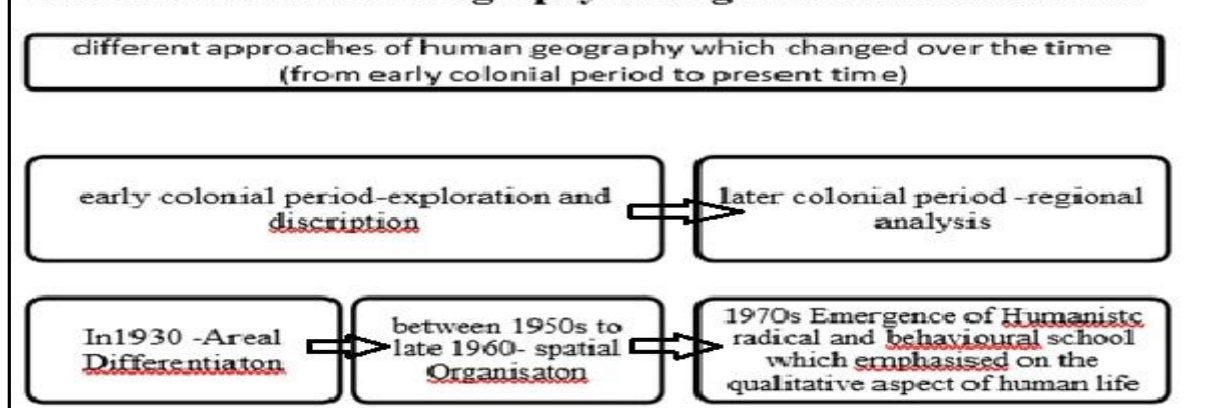 different approaches of human geography which changed over the time
(from early colonial period to present time)
early colonial period-exploration and
discription
later colonial period -regional
analysis
In1930 -Areal
Differentiaton
between 1950s to
late 1960- spatial
Organisaton
1970s Emergence of Humanistc
radical and behavioural school
which emphasised on the
qualitative aspect of human life